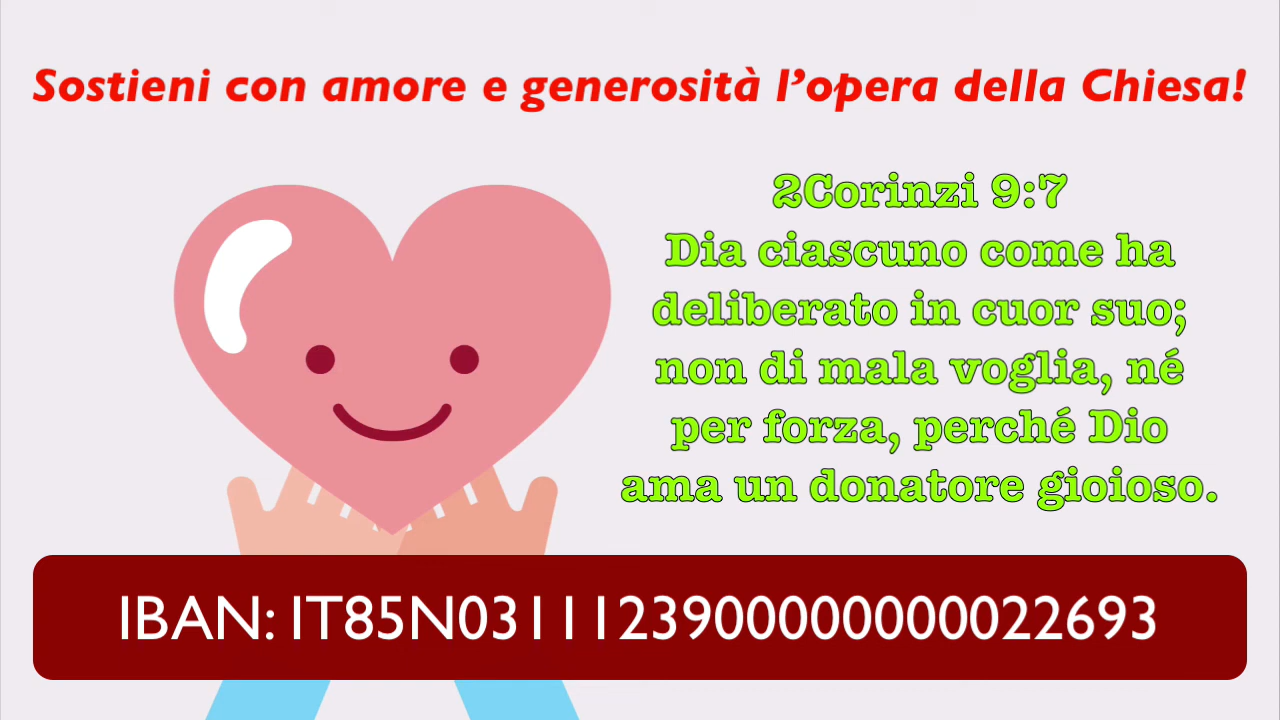 Sostieni con amore e generosità l’opera della Chiesa!
2Corinzi 9:7
Dia ciascuno come ha
deliberato in cuor suo;
non di mala voglia, né
per forza, perché Dio
ama un donatore gioioso.
IBAN: IT85N0311123900000000022693